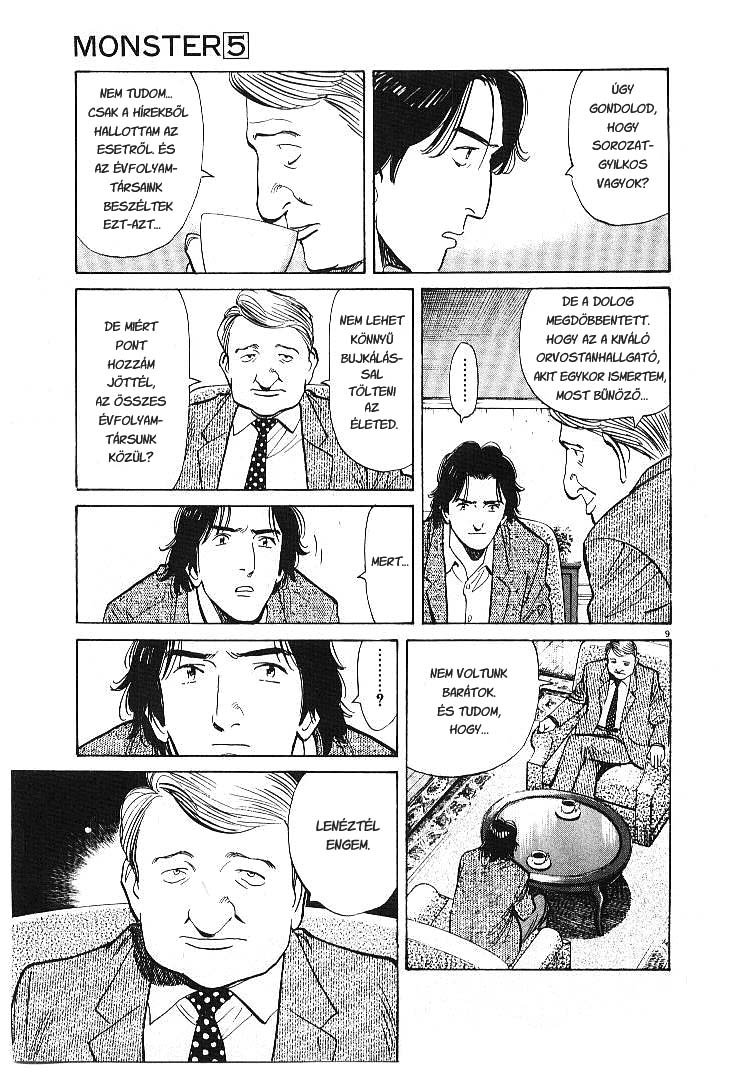 MONSTER 5
ÚGY
GONDOLOD,
HOGY
SOROZAT-
GYILKOS
VAGYOK?
NEM TUDOM...
CSAK A HÍREKBŐL
HALLOTTAM AZ
ESETRŐL. ÉS
AZ ÉVFOLYAM-
TÁRSAINK
BESZÉLTEK
EZT-AZT...
DE A DOLOG
MEGDÖBBENTETT.
HOGY AZ A KIVÁLÓ
ORVOSTANHALLGATÓ,
AKIT EGYKOR ISMERTEM,
MOST BŰNÖZŐ...
......
NEM LEHET
KÖNNYŰ
BUJKÁLÁS-
SAL
TÖLTENI
AZ
ÉLETED.
DE MIÉRT
PONT
HOZZÁM
JÖTTÉL,
AZ ÖSSZES
ÉVFOLYAM-
TÁRSUNK
KÖZÜL?
MERT...
9
NEM VOLTUNK
BARÁTOK.
ÉS TUDOM,
HOGY...
......?
LENÉZTÉL
ENGEM.